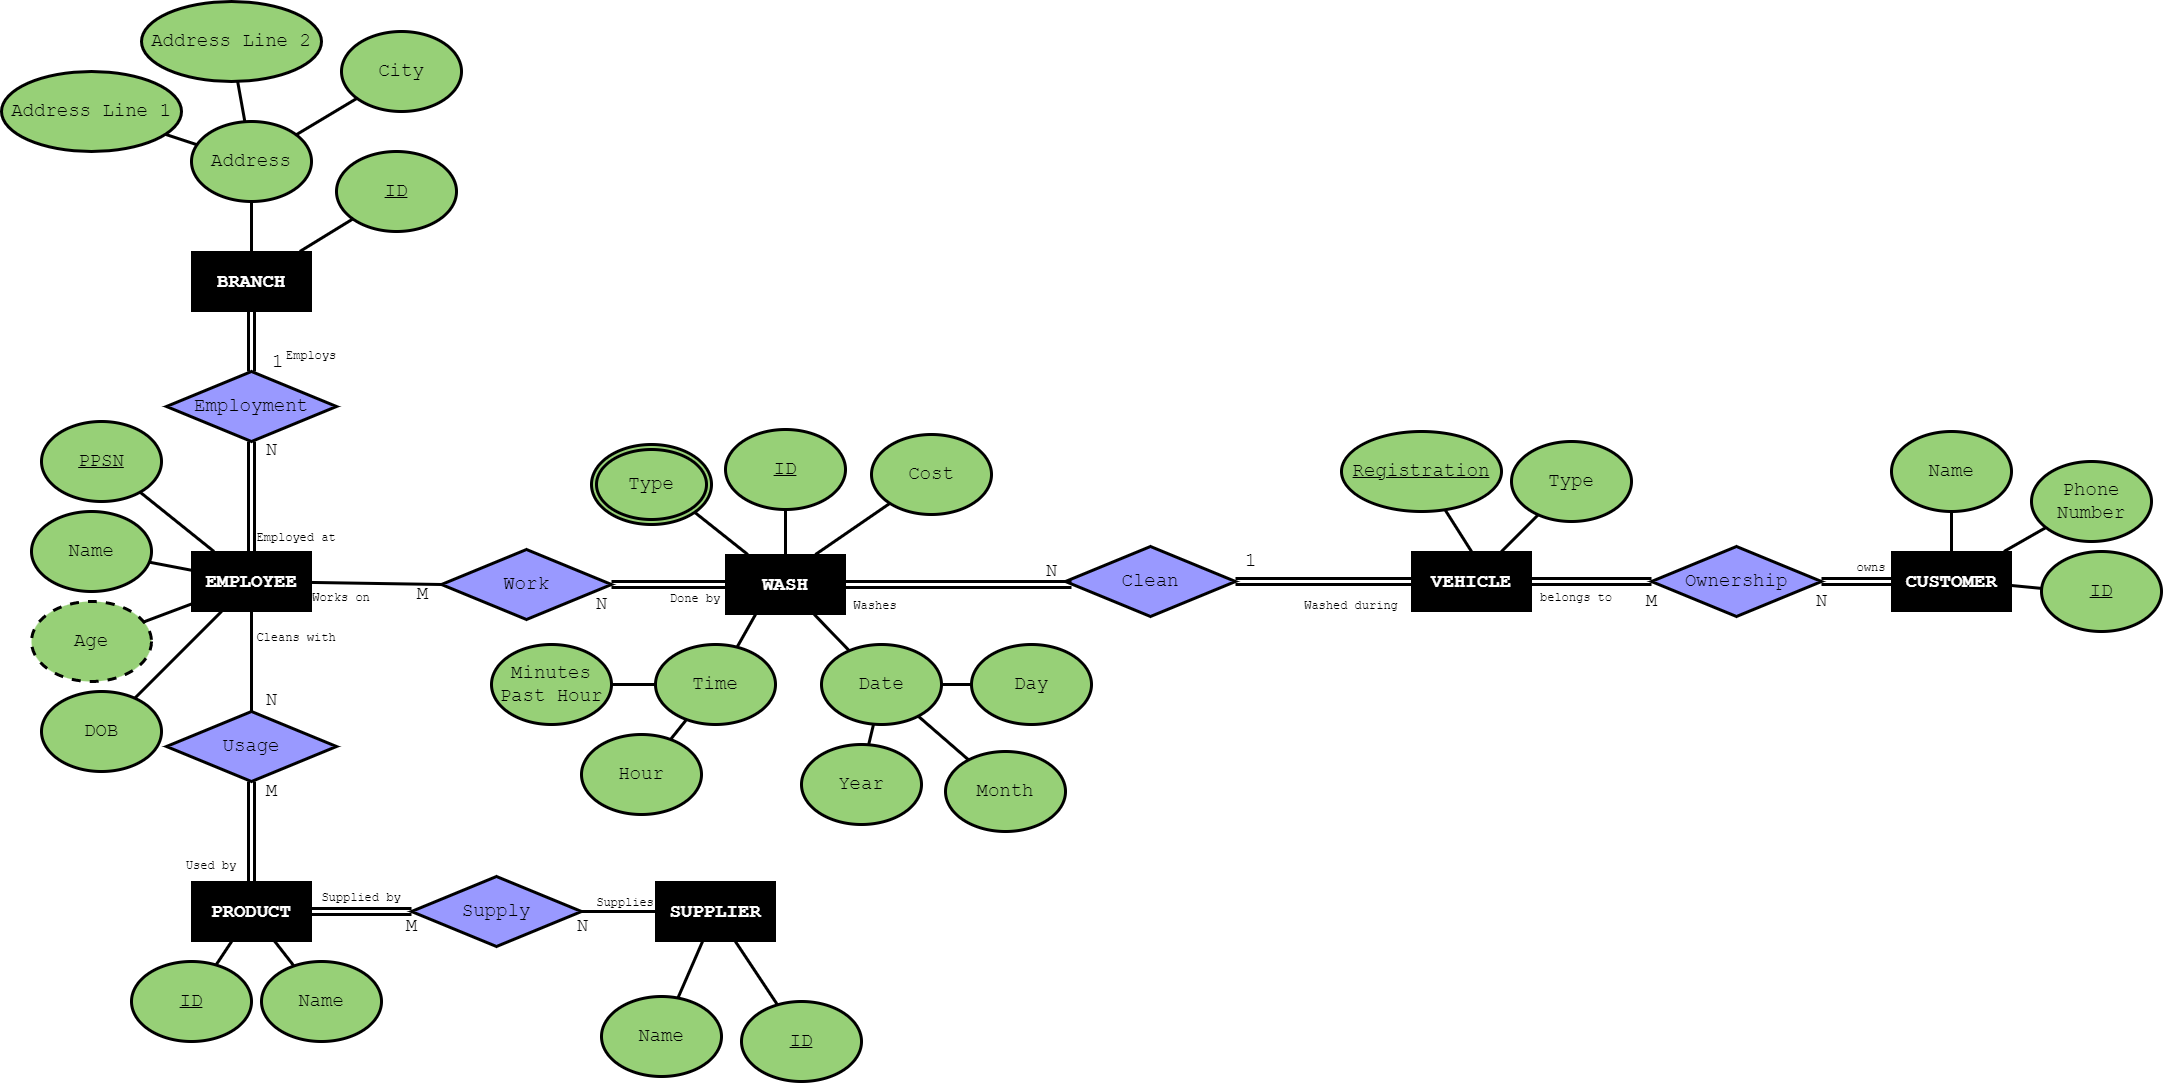 Address Line 2
City
Address Line 1
Address
ID
BRANCH
1
Employs
Employment
N
PPSN
Employed at
Name
EMPLOYEE
Works on
Age
Cleans with
DOB
N
Usage
M
Used by
M
Work
N
Done by
Type
ID
Cost
WASH
Washes
N
Clean
1
Washed during
Registration
Type
VEHICLE
belongs to
M
Ownership
N
owns
Name
Phone
Number
CUSTOMER
ID
Minutes
Past Hour
Time
Hour
Date
Day
Year
Month
PRODUCT
Supplied by
M
Supply
N
Supplies
SUPPLIER
ID
Name
Name
ID